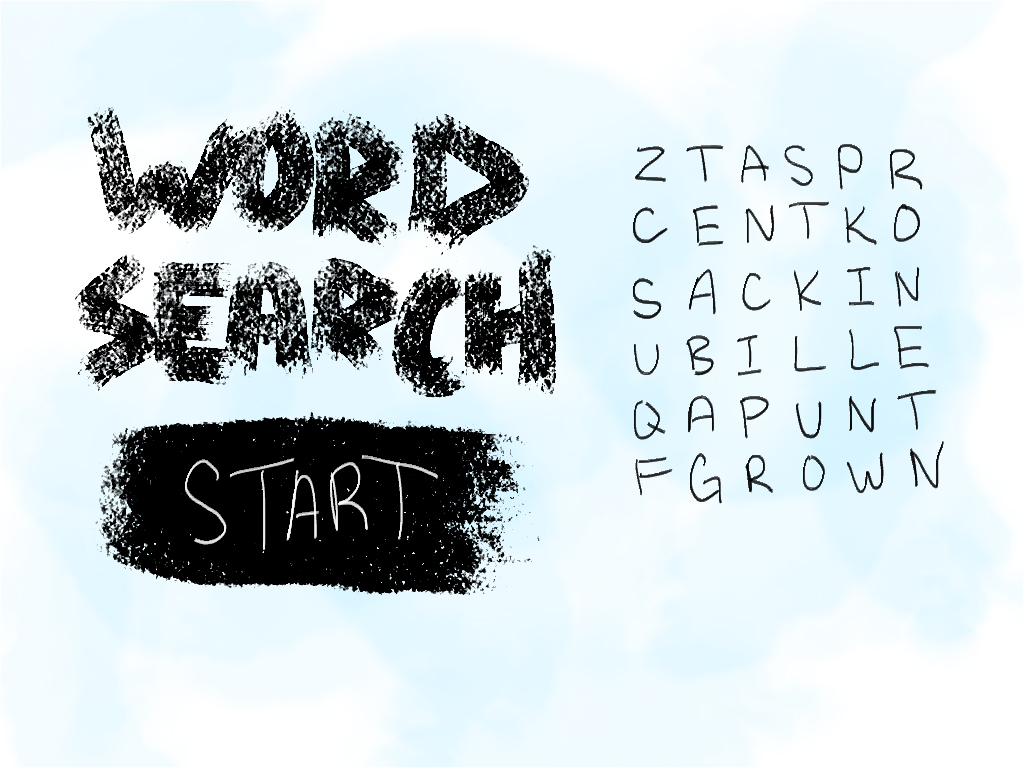 WORD
SEARCH
START
Z T A S P R
C E N T K O
S A C K I N
U B I L L E
Q A P U N T
F G R O W N